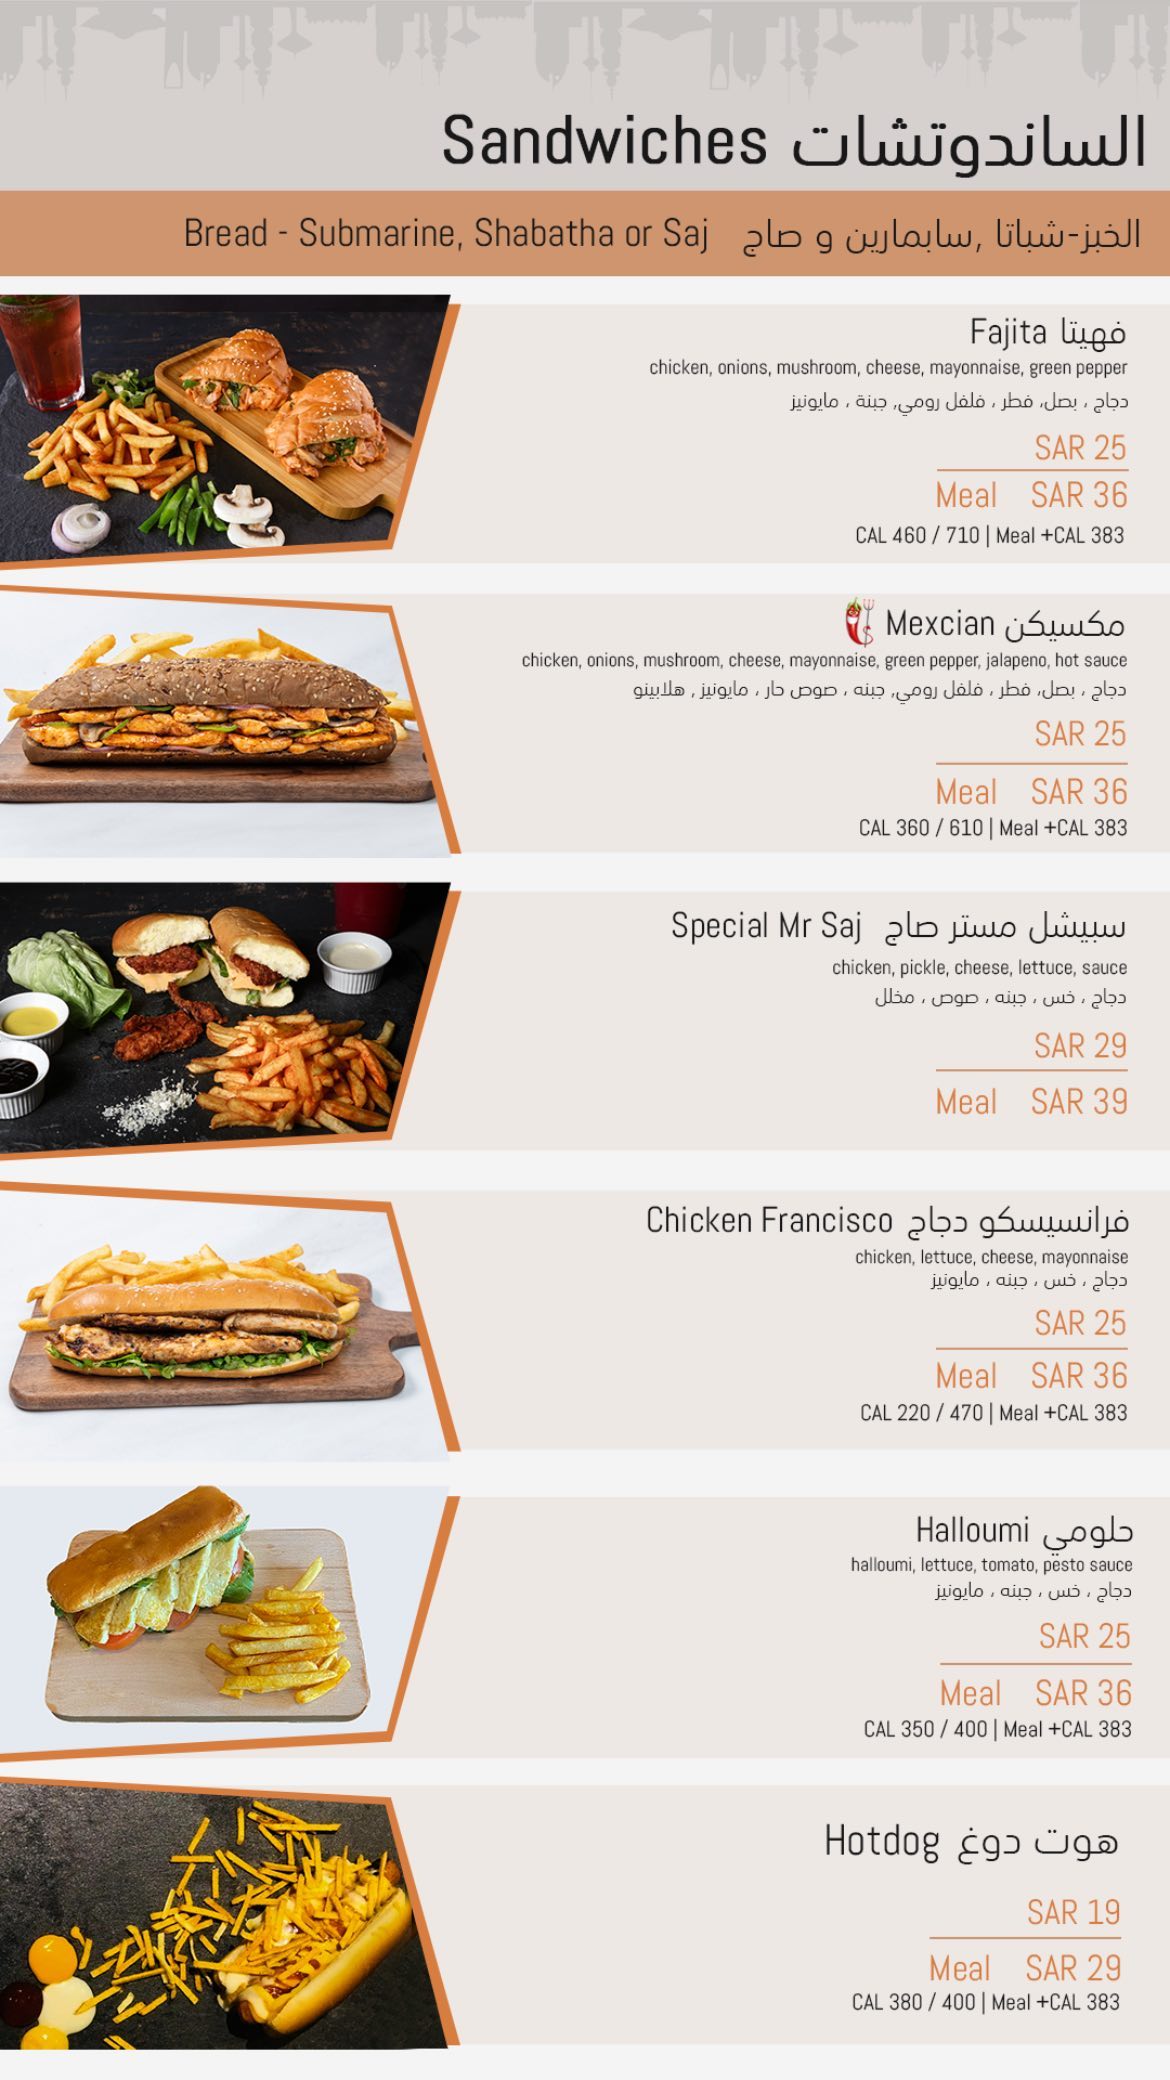 الساندوتشات Sandwiches
الخبز-شباتا ,سابمارين و صاج Bread - Submarine, Shabatha or Saj
فهيتا Fajita
chicken, onions, mushroom, cheese, mayonnaise, green pepper
دجاج ، بصل، فطر ، فلفل رومي, جبنة ، مايونيز
SAR 25
Meal SAR 36
CAL 460 / 710 | Meal +CAL 383
مكسيكن Mexcian
chicken, onions, mushroom, cheese, mayonnaise, green pepper, jalapeno, hot sauce
دجاج ، بصل، فطر ، فلفل رومي, جبنه ، صوص حار ، مايونيز , هلابينو
SAR 25
Meal SAR 36
CAL 360 / 610 | Meal +CAL 383
سبيشل مستر صاج Special Mr Saj
chicken, pickle, cheese, lettuce, sauce
دجاج ، خس ، جبنه ، صوص ، مخلل
SAR 29
Meal SAR 39
فرانسيسكو دجاج Chicken Francisco
chicken, lettuce, cheese, mayonnaise
دجاج ، خس ، جبنه ، مايونيز
SAR 25
Meal SAR 36
CAL 220 / 470 | Meal +CAL 383
حلومي Halloumi
halloumi, lettuce, tomato, pesto sauce
دجاج ، خس ، جبنه ، مايونيز
SAR 25
Meal SAR 36
CAL 350 / 400 | Meal +CAL 383
هوت دوغ Hotdog
SAR 19
Meal SAR 29
CAL 380 / 400 | Meal +CAL 383